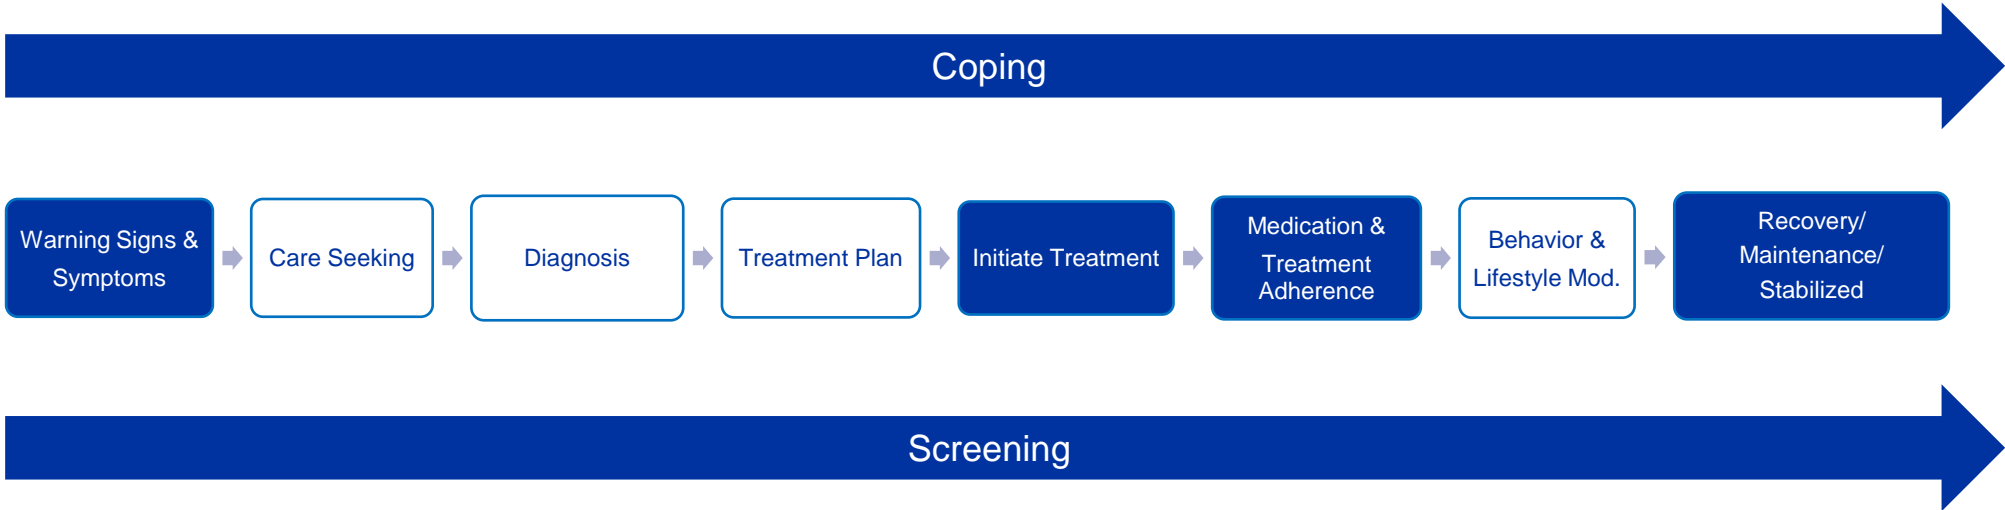 Coping
Warning Signs &
Symptoms
Care Seeking
Diagnosis
Treatment Plan
Initiate Treatment
Medication &
Treatment
Adherence
Behavior &
Lifestyle Mod.
Recovery/
Maintenance/
Stabilized
Screening